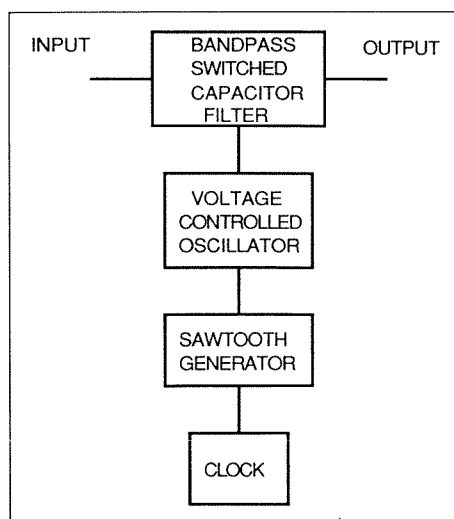 INPUT
OUTPUT
BANDPASS
SWITCHED
CAPACITOR
FILTER
VOLTAGE
CONTROLLED
OSCILLATOR
SAWTOOTH
GENERATOR
CLOCK